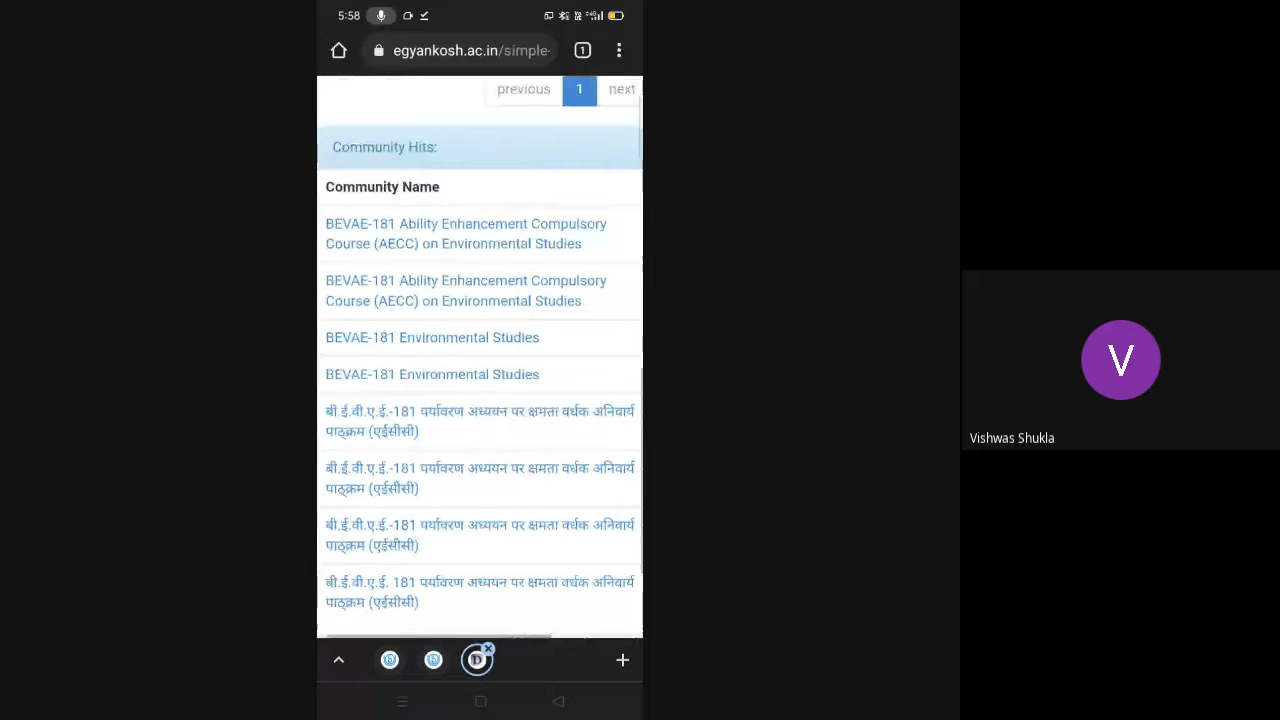 5:58
egyankosh.ac.in/simple-
1
previous
1
next
Community Hits:
Community Name
BEVAE-181 Ability Enhancement Compulsory
Course (AECC) on Environmental Studies
BEVAE-181 Ability Enhancement Compulsory
Course (AECC) on Environmental Studies
BEVAE-181 Environmental Studies
BEVAE-181 Environmental Studies
बी.ई.वी.ए.ई.-181 पर्यावरण अध्ययन पर क्षमता वर्धक अनिवार्य
पाठ्क्रम (एईसीसी)
बी.ई.वी.ए.ई.-181 पर्यावरण अध्ययन पर क्षमता वर्धक अनिवार्य
पाठ्क्रम (एईसीसी)
बी.ई.वी.ए.ई.-181 पर्यावरण अध्ययन पर क्षमता वर्धक अनिवार्य
पाठ्क्रम (एईसीसी)
बी.ई.वी.ए.ई. 181 पर्यावरण अध्ययन पर क्षमता वर्धक अनिवार्य
पाठ्क्रम (एईसीसी)
D
V
Vishwas Shukla